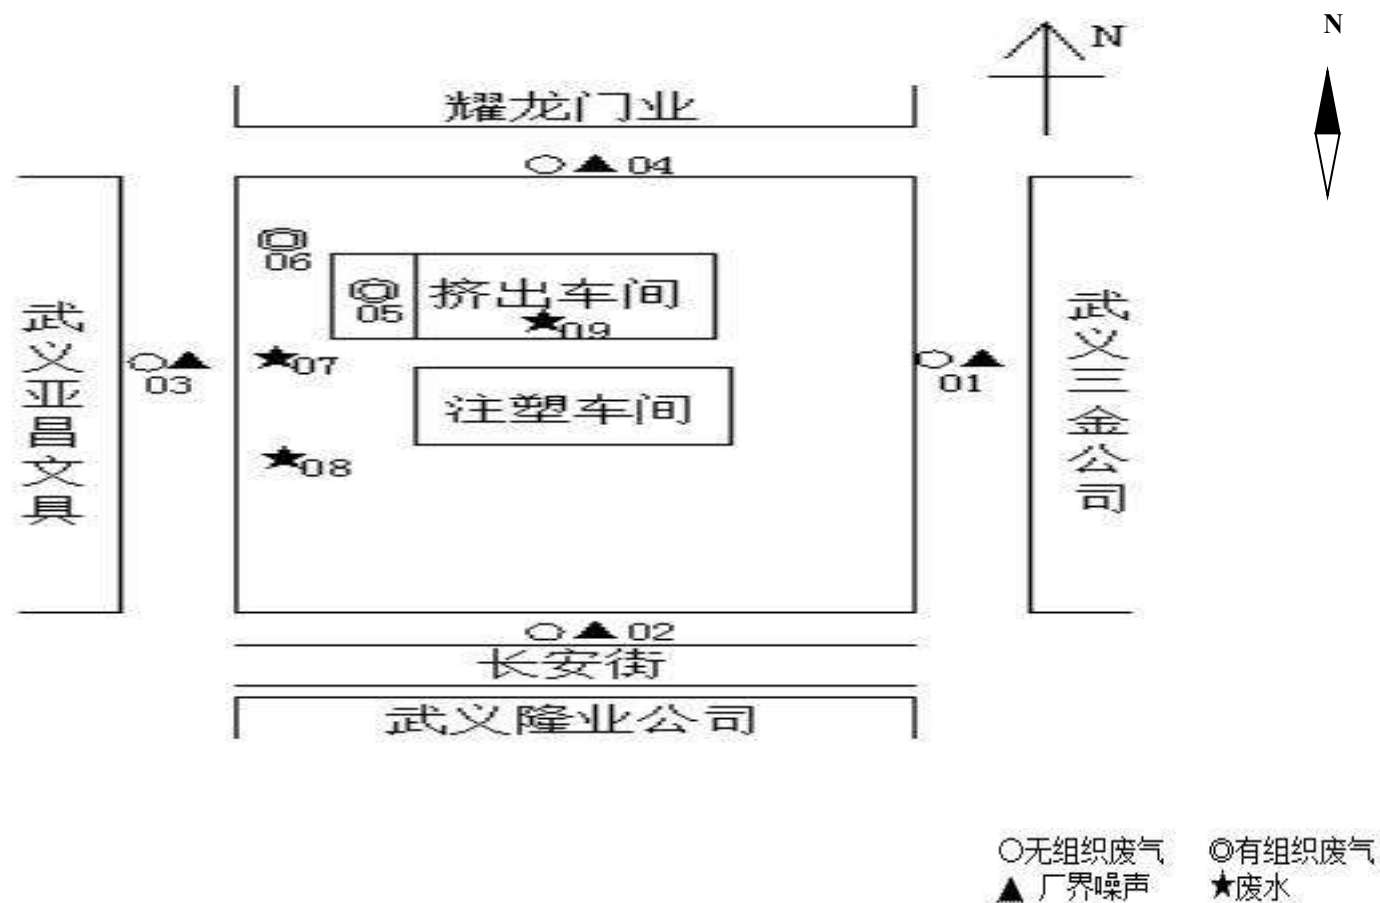 N
N
耀龙门业
04
06
05
挤出车间
09
武义亚昌文具
03
07
01
武义三金公司
注塑车间
08
02
长安街
武义隆业公司
○无组织废气 ◎有组织废气
▲ 厂界噪声 ★废水